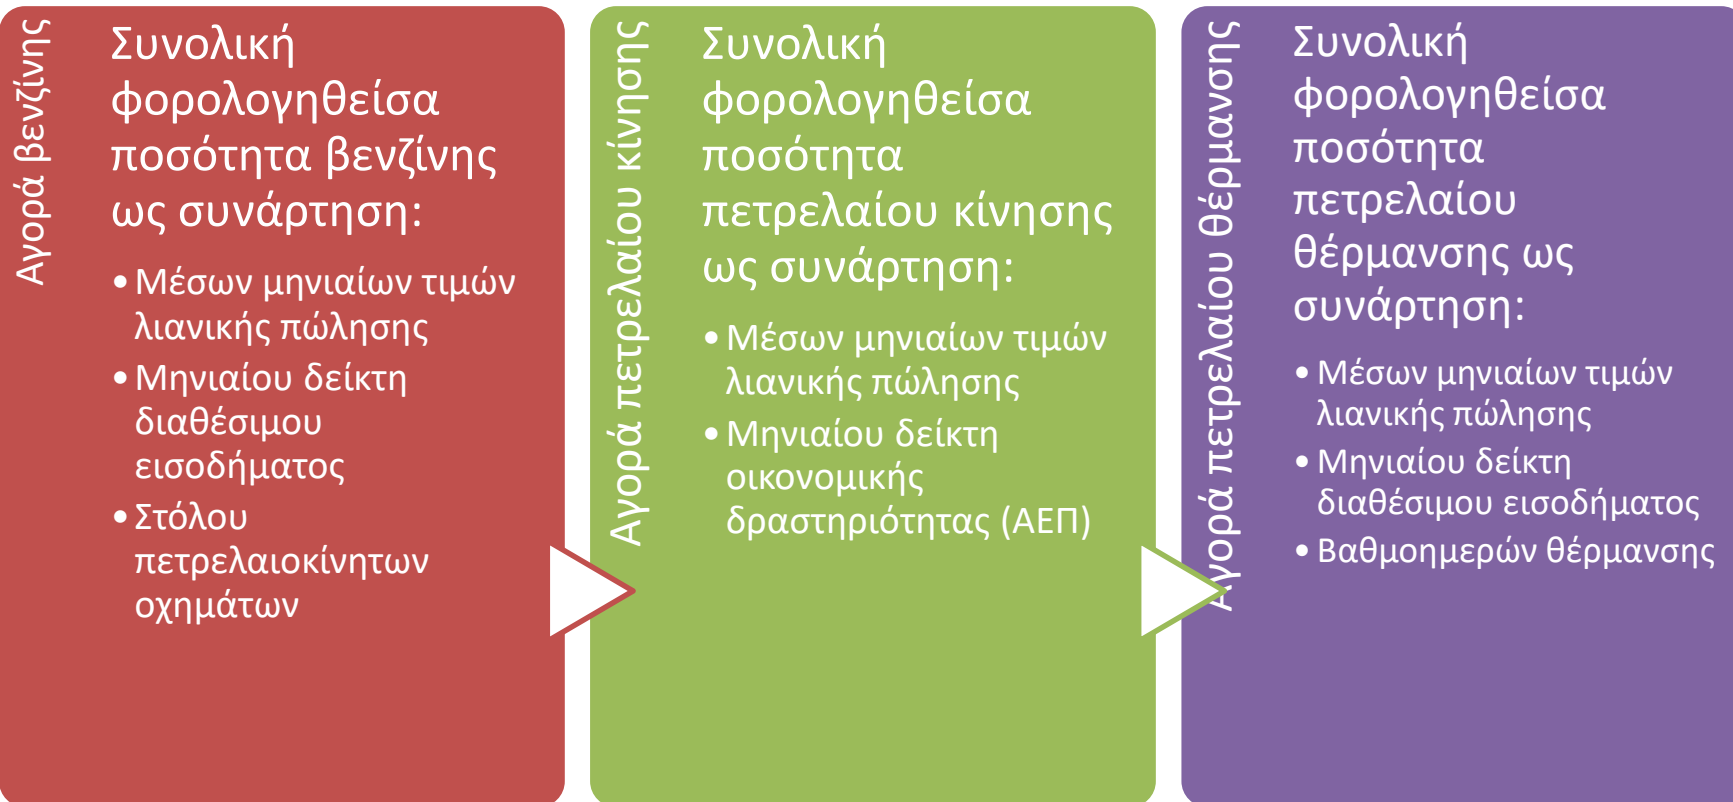 Αγορά βενζίνης
Συνολική
φορολογηθείσα
ποσότητα βενζίνης
ως συνάρτηση:
•Μέσων μηνιαίων τιμών
λιανικής πώλησης
•Μηνιαίου δείκτη
διαθέσιμου
εισοδήματος
•Στόλου
πετρελαιοκίνητων
οχημάτων
Αγορά πετρελαίου κίνησης
Συνολική
φορολογηθείσα
ποσότητα
πετρελαίου κίνησης
ως συνάρτηση:
•Μέσων μηνιαίων τιμών
λιανικής πώλησης
•Μηνιαίου δείκτη
οικονομικής
δραστηριότητας (ΑΕΠ)
Αγορά πετρελαίου θέρμανσης
Συνολική
φορολογηθείσα
ποσότητα
πετρελαίου
θέρμανσης ως
συνάρτηση:
•Μέσων μηνιαίων τιμών
λιανικής πώλησης
•Μηνιαίου δείκτη
διαθέσιμου εισοδήματος
•Βαθμοημερών θέρμανσης